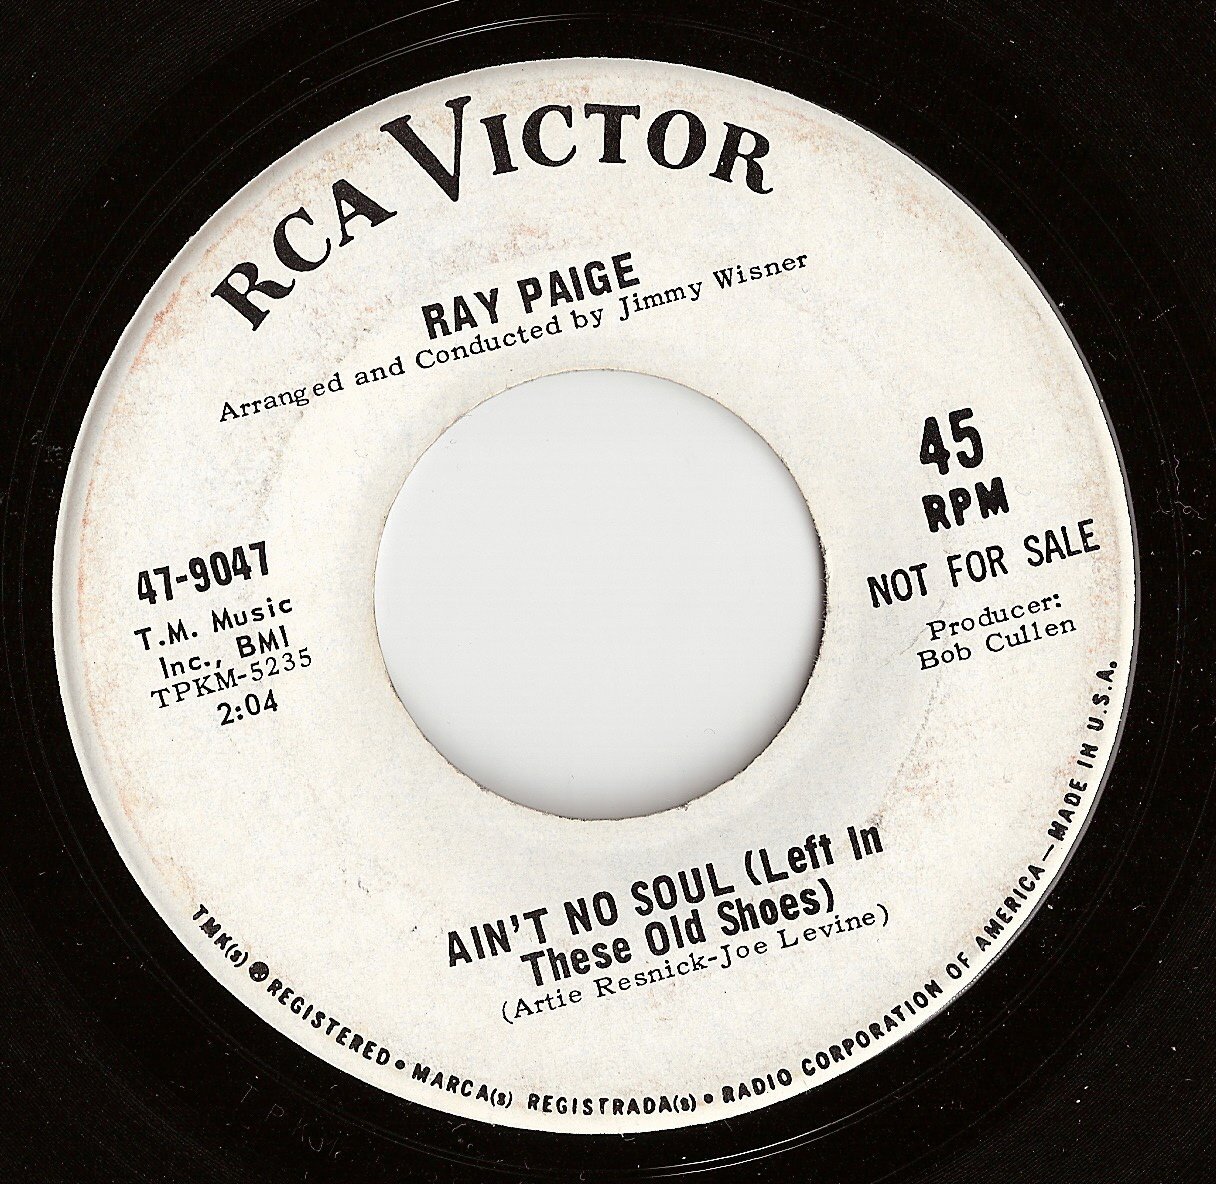 RCA VICTOR
RAY PAIGE
Arranged and Conducted by Jimmy Wisner
45
RPM
NOT FOR SALE
Producer:
Bob Cullen
47-9047
T.M. Music
Inc., BMI
TPKM-5235
2:04
AIN'T NO SOUL (Left In
These Old Shoes)
(Artie Resnick-Joe Levine)
TMK(s) ® REGISTERED • MARCA(s) REGISTRADA(s) • RADIO CORPORATION OF AMERICA—MADE IN U.S.A.